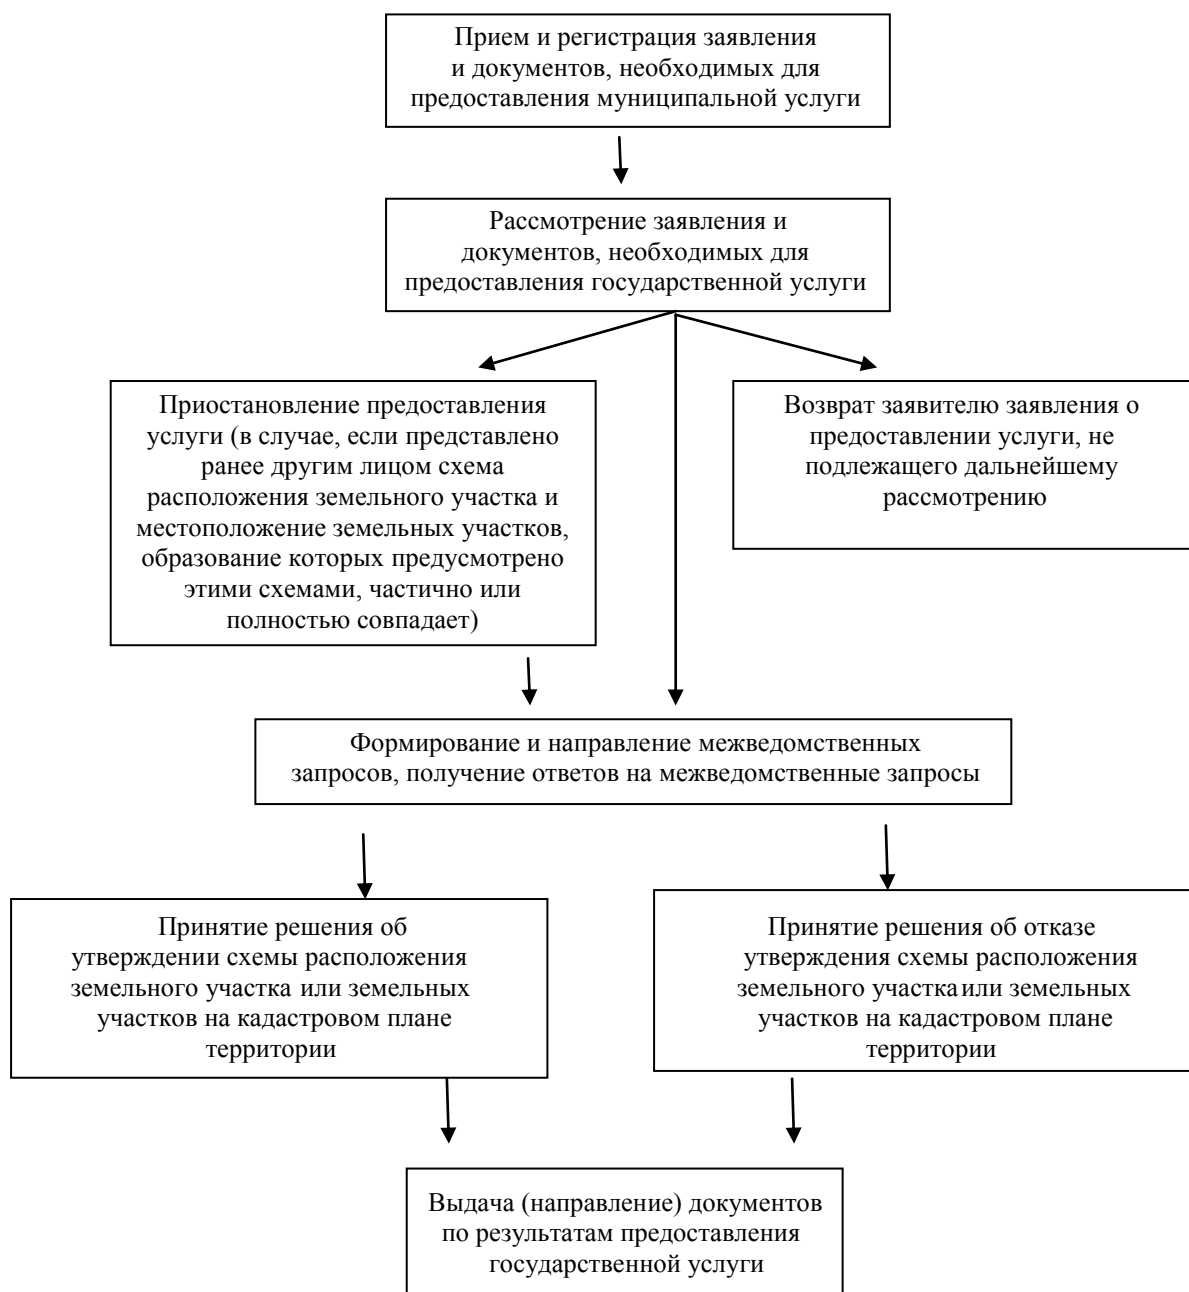 Прием и регистрация заявления
и документов, необходимых для
предоставления муниципальной услуги
Рассмотрение заявления и
документов, необходимых для
предоставления государственной услуги
Приостановление предоставления
услуги (в случае, если представлено
ранее другим лицом схема
расположения земельного участка и
местоположение земельных участков,
образование которых предусмотрено
этими схемами, частично или
полностью совпадает)
Возврат заявителю заявления о
предоставлении услуги, не
подлежащего дальнейшему
рассмотрению
Формирование и направление межведомственных
запросов, получение ответов на межведомственные запросы
Принятие решения об
утверждении схемы расположения
земельного участка или земельных
участков на кадастровом плане
территории
Принятие решения об отказе
утверждения схемы расположения
земельного участка или земельных
участков на кадастровом плане
территории
Выдача (направление) документов
по результатам предоставления
государственной услуги